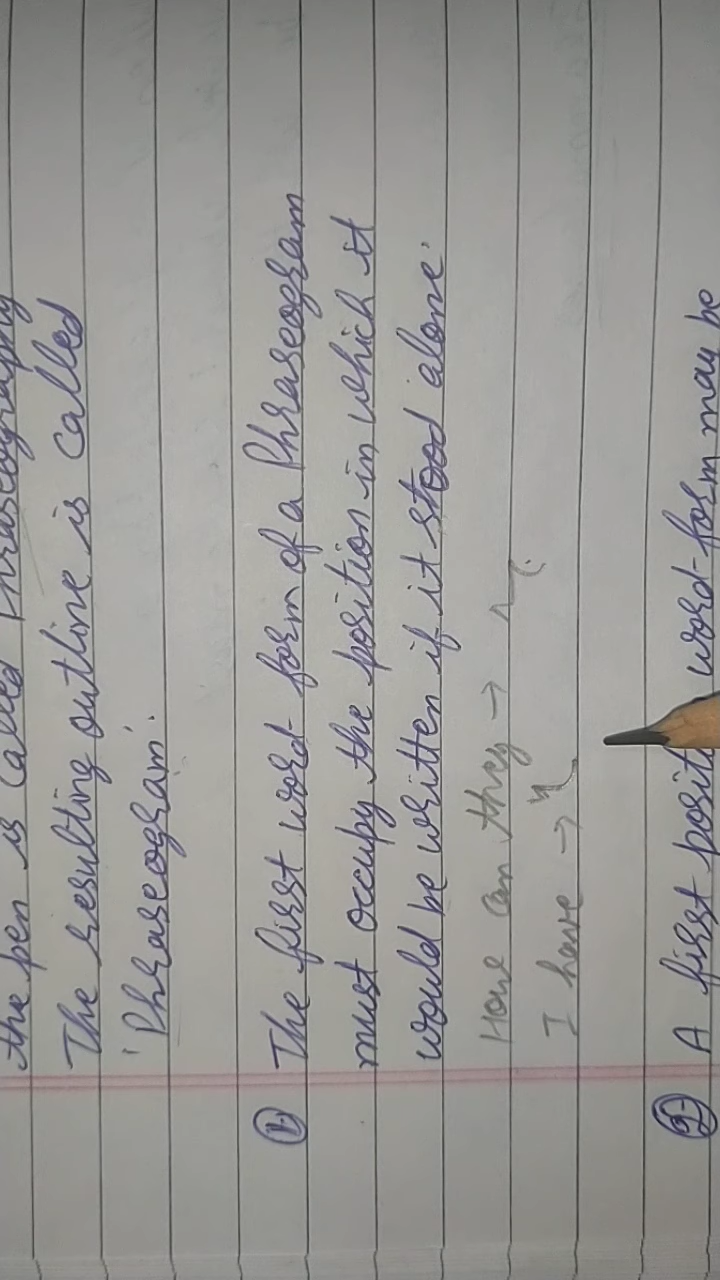 the pen is called Phraseography
The resulting outline is called
'Phraseogram'.
① The first word-form of a Phraseogram
must occupy the position in which it
would be written if it stood alone.
How can they →
I have →
② A first position word-form may be